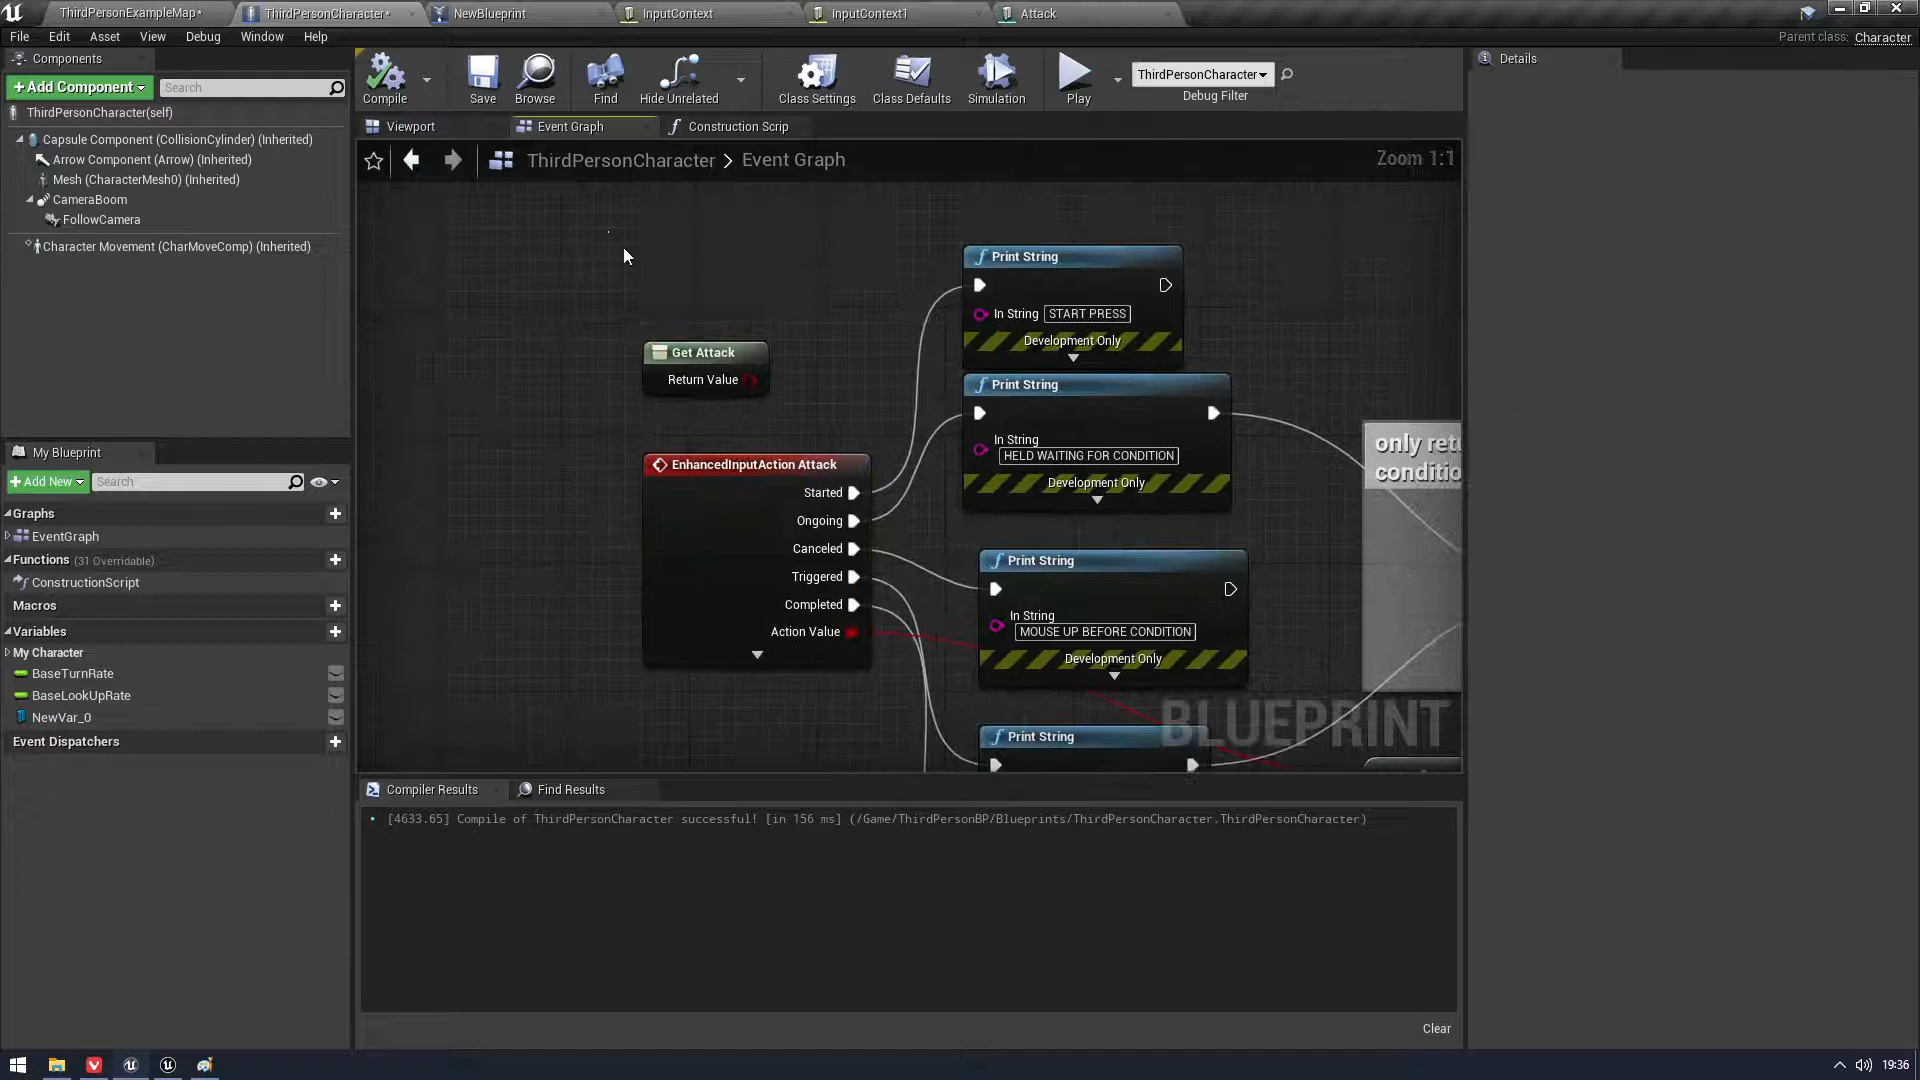 ThirdPersonExampleMap*
ThirdPersonCharacter*
NewBlueprint
InputContext
InputContext1
Attack
File Edit Asset View Debug Window Help
Parent class: Character
Components
+Add Component
Search
ThirdPersonCharacter(self)
Capsule Component (CollisionCylinder) (Inherited)
Arrow Component (Arrow) (Inherited)
Mesh (CharacterMesh0) (Inherited)
CameraBoom
FollowCamera
Character Movement (CharMoveComp) (Inherited)
Compile
Save
Browse
Find
Hide Unrelated
Class Settings
Class Defaults
Simulation
Play
ThirdPersonCharacter
Debug Filter
Details
Viewport
Event Graph
Construction Scrip
ThirdPersonCharacter > Event Graph
Zoom 1:1
Print String
In String START PRESS
Development Only
Get Attack
Return Value
Print String
In String
HELD WAITING FOR CONDITION
Development Only
only retu
conditio
EnhancedInputAction Attack
Started
Ongoing
Canceled
Triggered
Completed
Action Value
Print String
In String
MOUSE UP BEFORE CONDITION
Development Only
Print String
BLUEPRINT
My Blueprint
+Add New
Search
Graphs
EventGraph
Functions (31 Overridable)
ConstructionScript
Macros
Variables
My Character
BaseTurnRate
BaseLookUpRate
NewVar_0
Event Dispatchers
Compiler Results
Find Results
[4633.65] Compile of ThirdPersonCharacter successful! [in 156 ms] (/Game/ThirdPersonBP/Blueprints/ThirdPersonCharacter.ThirdPersonCharacter)
Clear
19:36